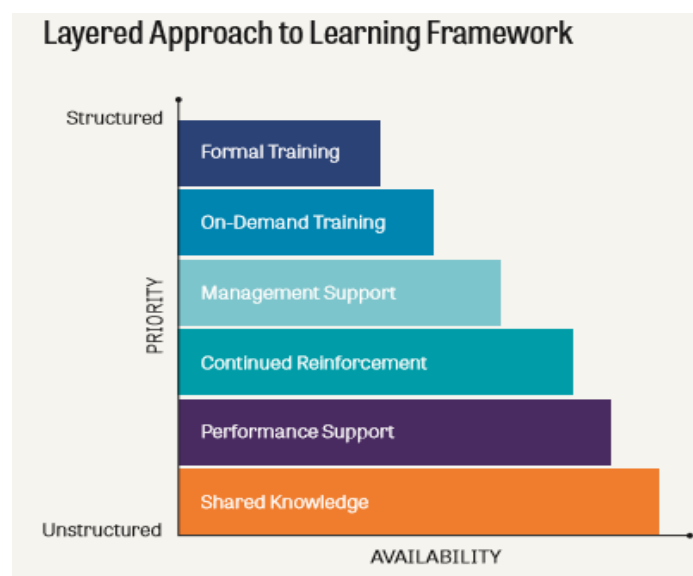 Layered Approach to Learning Framework
Structured
Formal Training
On-Demand Training
Management Support
PRIORITY
Continued Reinforcement
Performance Support
Shared Knowledge
Unstructured
AVAILABILITY